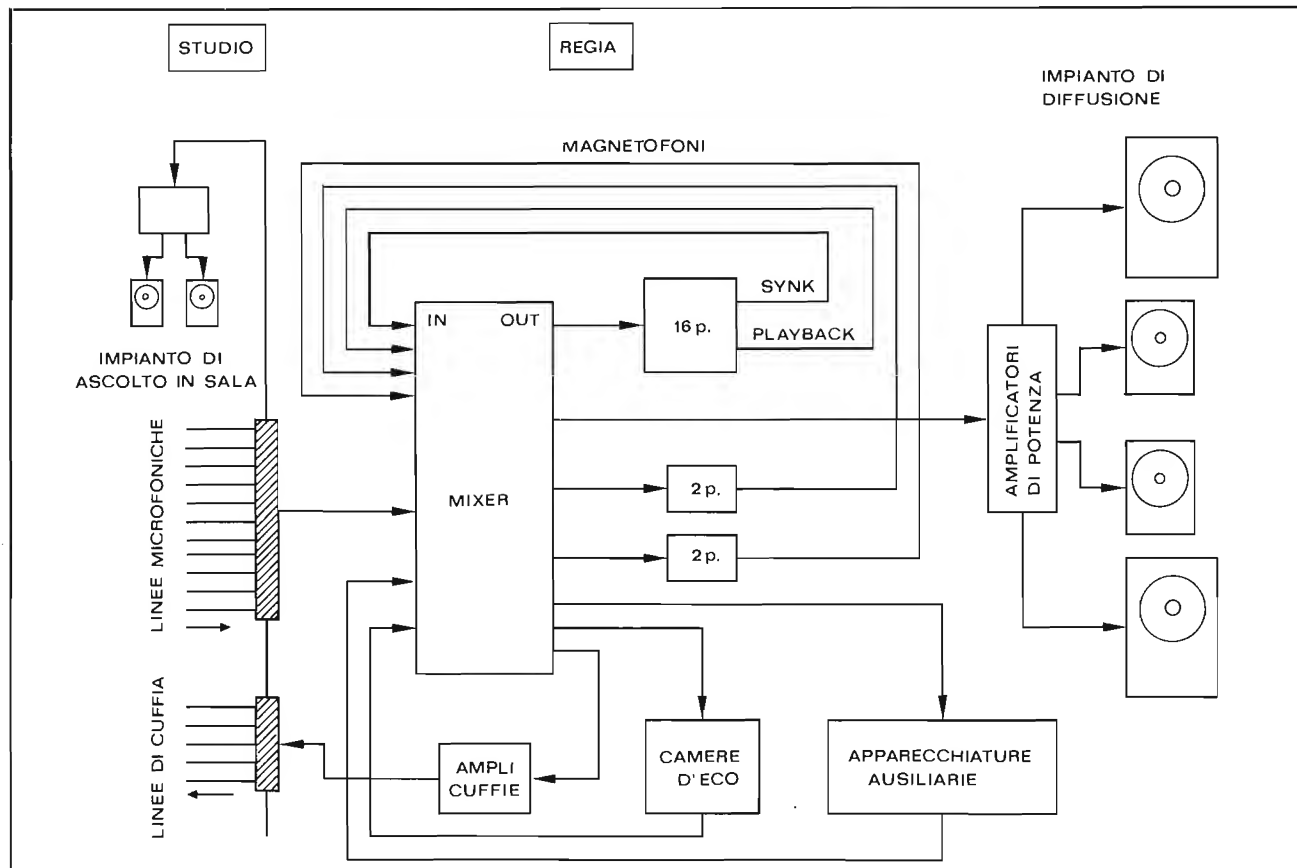 STUDIO
REGIA
IMPIANTO DI
DIFFUSIONE
MAGNETOFONI
SYNK
IN OUT
16 p.
PLAYBACK
IMPIANTO DI
ASCOLTO IN SALA
AMPLIFICATORI
DI POTENZA
LINEE MICROFONICHE
MIXER
2 p.
2 p.
LINEE DI CUFFIA
AMPLI
CUFFIE
CAMERE
D'ECO
APPARECCHIATURE
AUSILIARIE